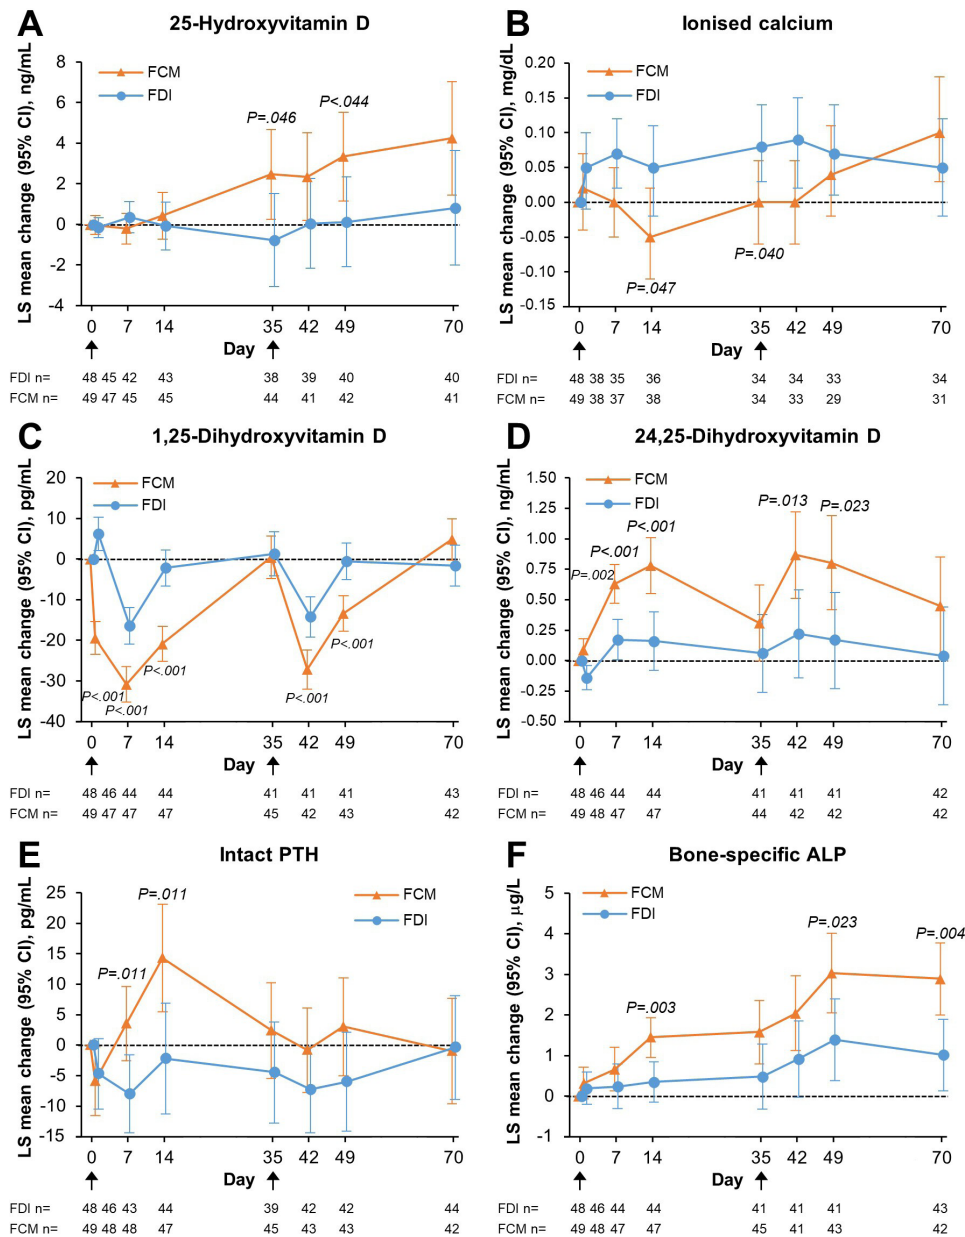 A
25-Hydroxyvitamin D
LS mean change (95% CI), ng/mL
8
6
4
2
0
-2
-4
FCM
FDI
P=.046
P<.044
0 7 14 35 42 49 70
Day
FDI n= 48 45 42 43 38 39 40 40
FCM n= 49 47 45 45 44 41 42 41
B
Ionised calcium
LS mean change (95% CI), mg/dL
0.20
0.15
0.10
0.05
0.00
-0.05
-0.10
-0.15
FCM
FDI
P=.047
P=.040
0 7 14 35 42 49 70
Day
FDI n= 48 38 35 36 34 34 33 34
FCM n= 49 38 37 38 34 33 29 31
C
1,25-Dihydroxyvitamin D
LS mean change (95% CI), pg/mL
20
10
0
-10
-20
-30
-40
FCM
FDI
P<.001
P<.001
P<.001
P<.001
P<.001
0 7 14 35 42 49 70
Day
FDI n= 48 46 44 44 41 41 41 43
FCM n= 49 47 47 47 45 42 43 42
D
24,25-Dihydroxyvitamin D
LS mean change (95% CI), ng/mL
1.50
1.25
1.00
0.75
0.50
0.25
0.00
-0.25
-0.50
FCM
FDI
P=.002
P<.001
P<.001
P=.013
P=.023
0 7 14 35 42 49 70
Day
FDI n= 48 46 44 44 41 41 41 42
FCM n= 49 48 47 47 44 42 42 42
E
Intact PTH
LS mean change (95% CI), pg/mL
25
20
15
10
5
0
-5
-10
-15
FCM
FDI
P=.011
P=.011
0 7 14 35 42 49 70
Day
FDI n= 48 46 43 44 39 42 42 44
FCM n= 49 48 48 47 45 43 43 42
F
Bone-specific ALP
LS mean change (95% CI), µg/L
5
4
3
2
1
0
-1
FCM
FDI
P=.003
P=.023
P=.004
0 7 14 35 42 49 70
Day
FDI n= 48 46 44 44 41 41 41 43
FCM n= 49 48 47 47 45 41 43 42